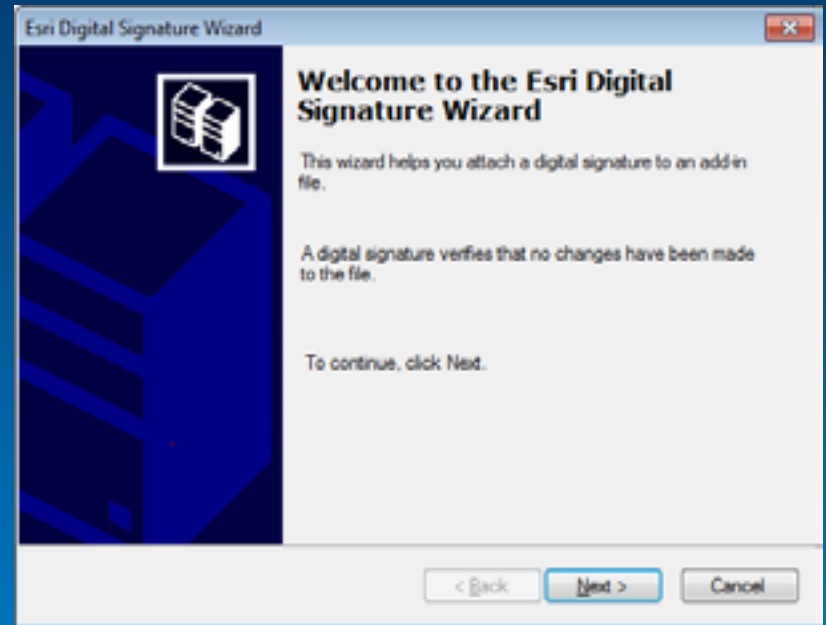 Esri Digital Signature Wizard
Welcome to the Esri Digital
Signature Wizard
This wizard helps you attach a digital signature to an add-in
file.
A digital signature verifies that no changes have been made
to the file.
To continue, click Next.
< Back
Next >
Cancel